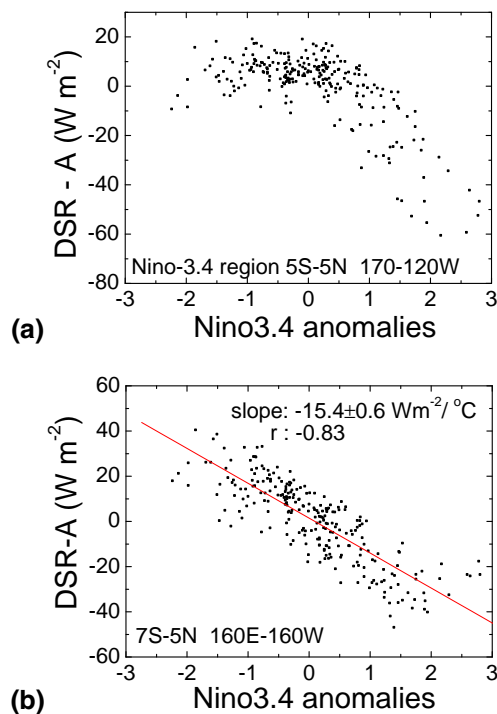 20
0
-20
-40
-60
-80
DSR - A (W m-2)
Nino-3.4 region 5S-5N 170-120W
-3 -2 -1 0 1 2 3
(a) Nino3.4 anomalies
60
40
20
0
-20
-40
-60
DSR-A (W m-2)
slope: -15.4±0.6 Wm-2/ oC
r : -0.83
7S-5N 160E-160W
-3 -2 -1 0 1 2 3
(b) Nino3.4 anomalies